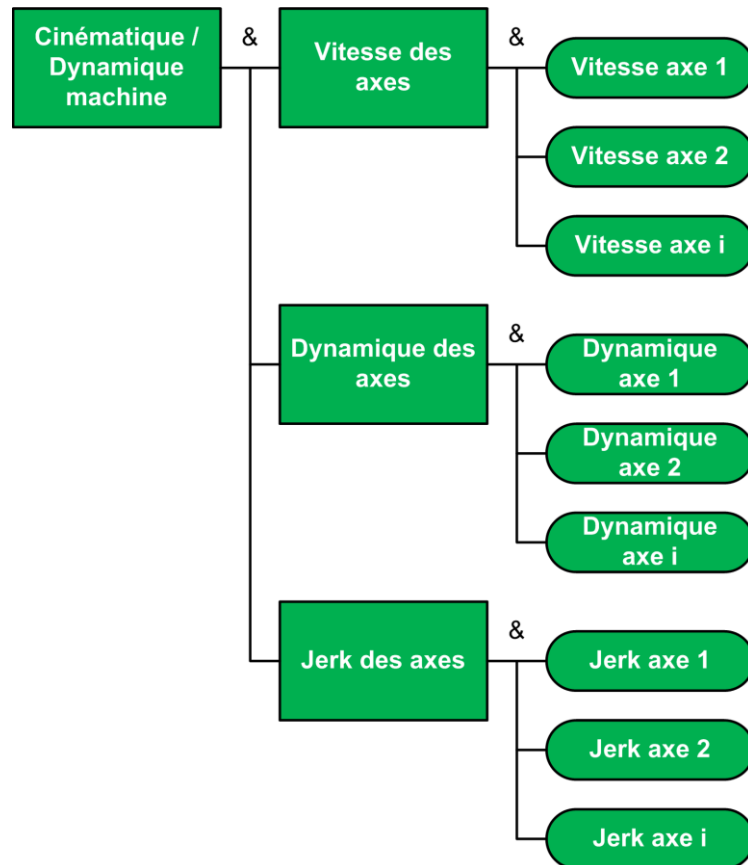 Cinématique /
Dynamique
machine
&
Vitesse des
axes
&
Vitesse axe 1
Vitesse axe 2
Vitesse axe i
Dynamique des
axes
&
Dynamique
axe 1
Dynamique
axe 2
Dynamique
axe i
Jerk des axes
&
Jerk axe 1
Jerk axe 2
Jerk axe i